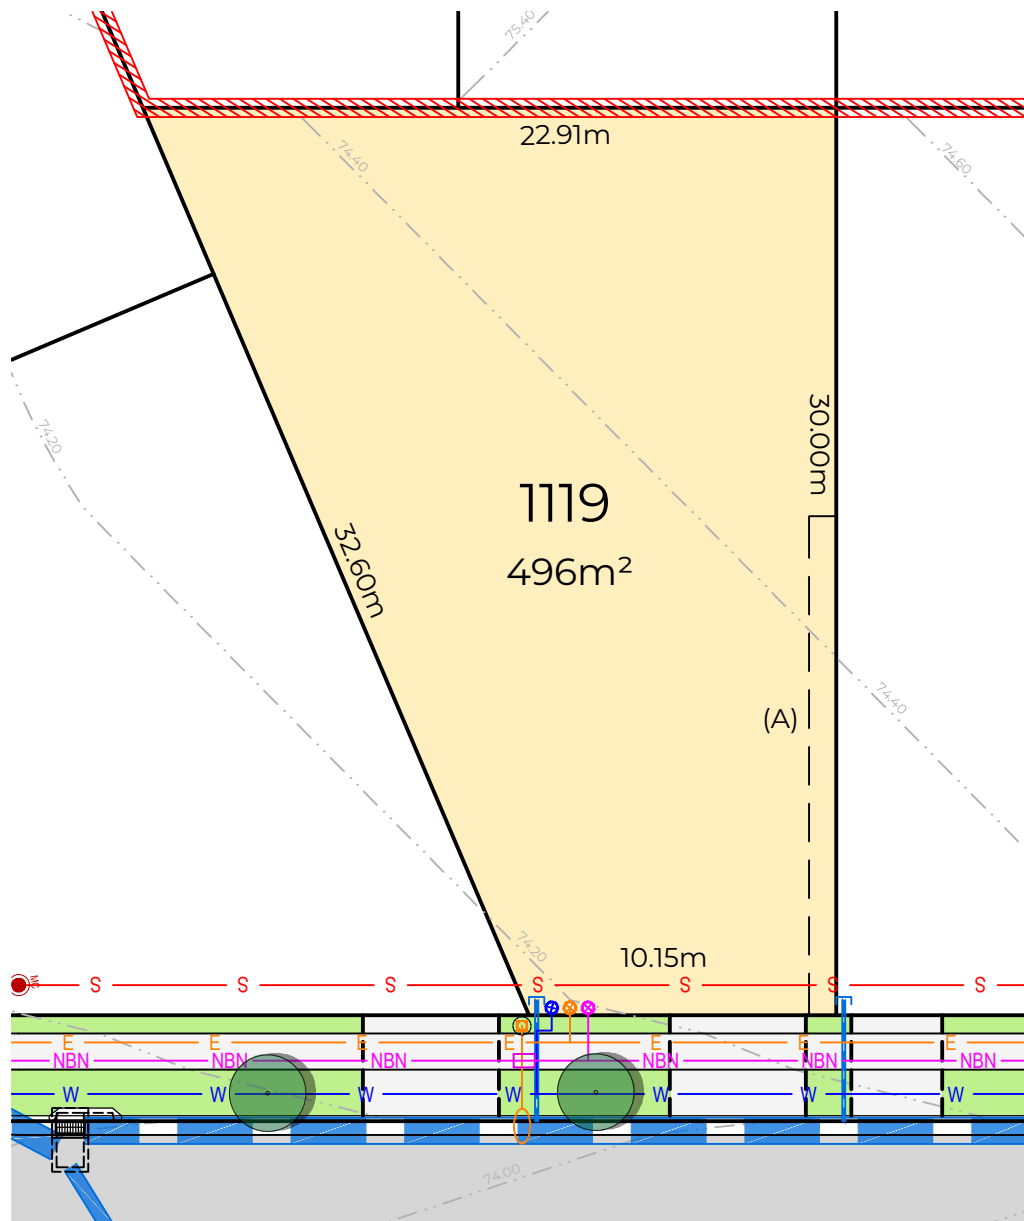 75.40
22.91m
74.40
74.60
30.00m
74.20
1119
496m²
32.60m
74.40
(A)
74.20
10.15m
MC
S S S S S S S
E E E E E E E
NBN NBN NBN NBN NBN NBN
W W W W W W W
74.00